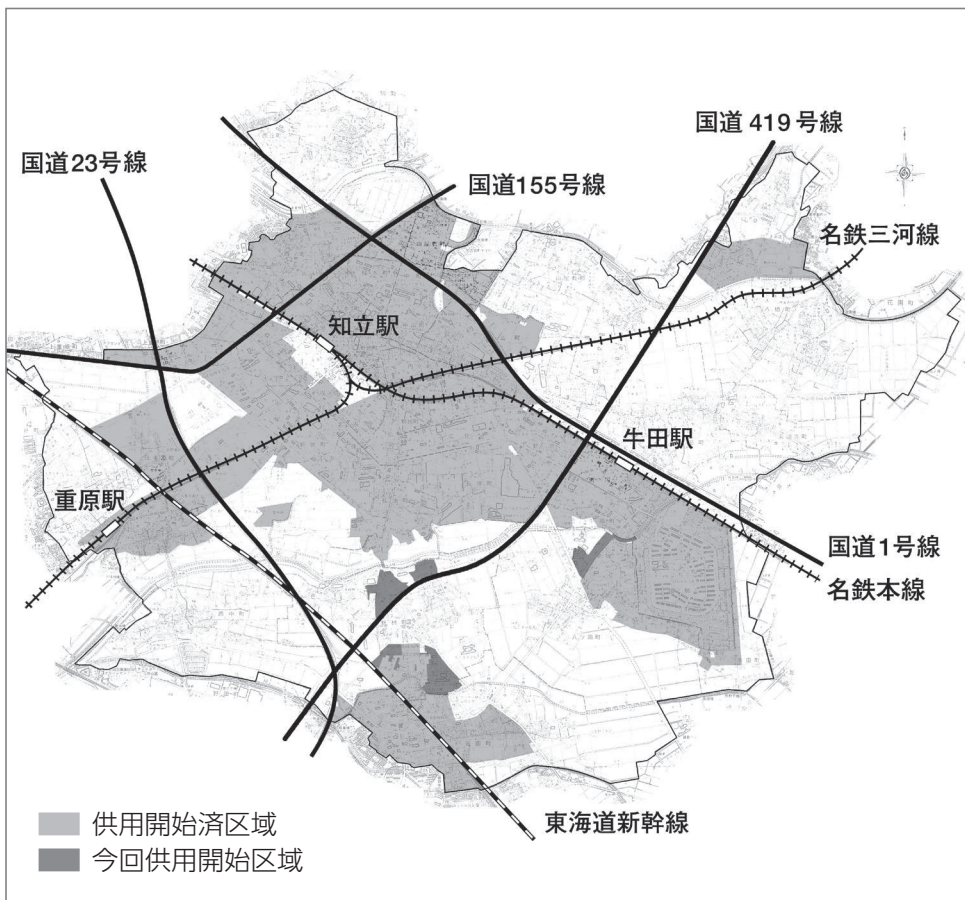 国道419号線
国道23号線
国道155号線
名鉄三河線
知立駅
牛田駅
重原駅
国道1号線
名鉄本線
東海道新幹線
供用開始済区域
今回供用開始区域